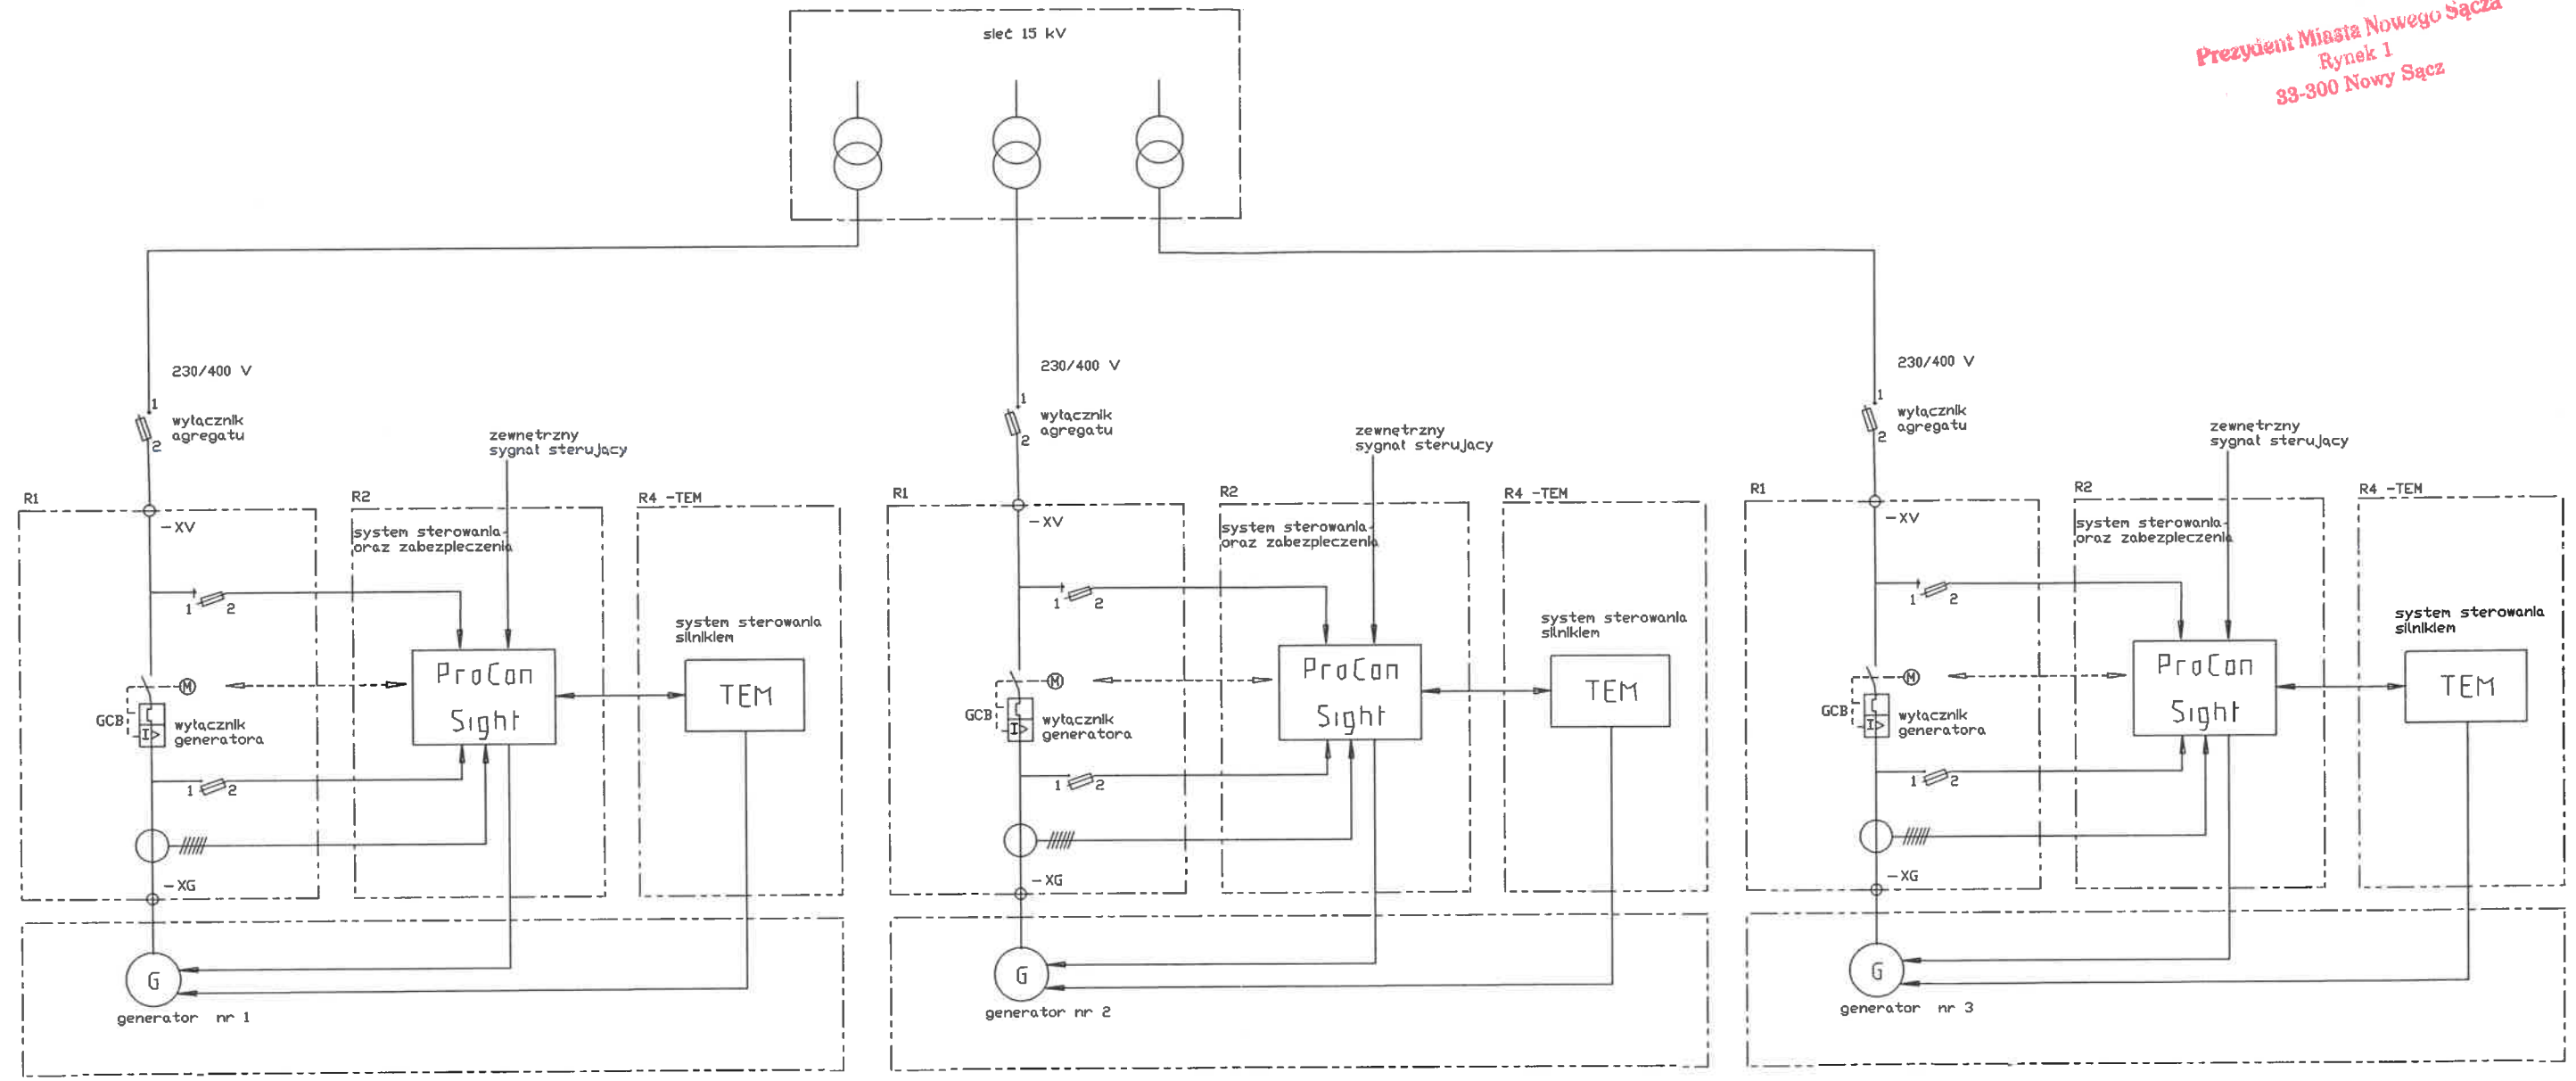 sieć 15 kV
Prezydent Miasta Nowego Sącza
Rynek 1
33-300 Nowy Sącz
230/400 V
1
2
wyłącznik
agregatu
zewnętrzny
sygnał sterujący
R1
R2
R4 -TEM
-XV
system sterowania
oraz zabezpieczenia
1
2
system sterowania
silnikiem
M
ProCon
Sight
TEM
GCB
I>
wyłącznik
generatora
1
2
-XG
G
generator nr 1
230/400 V
1
2
wyłącznik
agregatu
zewnętrzny
sygnał sterujący
R1
R2
R4 -TEM
-XV
system sterowania
oraz zabezpieczenia
1
2
system sterowania
silnikiem
M
ProCon
Sight
TEM
GCB
I>
wyłącznik
generatora
1
2
-XG
G
generator nr 2
230/400 V
1
2
wyłącznik
agregatu
zewnętrzny
sygnał sterujący
R1
R2
R4 -TEM
-XV
system sterowania
oraz zabezpieczenia
1
2
system sterowania
silnikiem
M
ProCon
Sight
TEM
GCB
I>
wyłącznik
generatora
1
2
-XG
G
generator nr 3